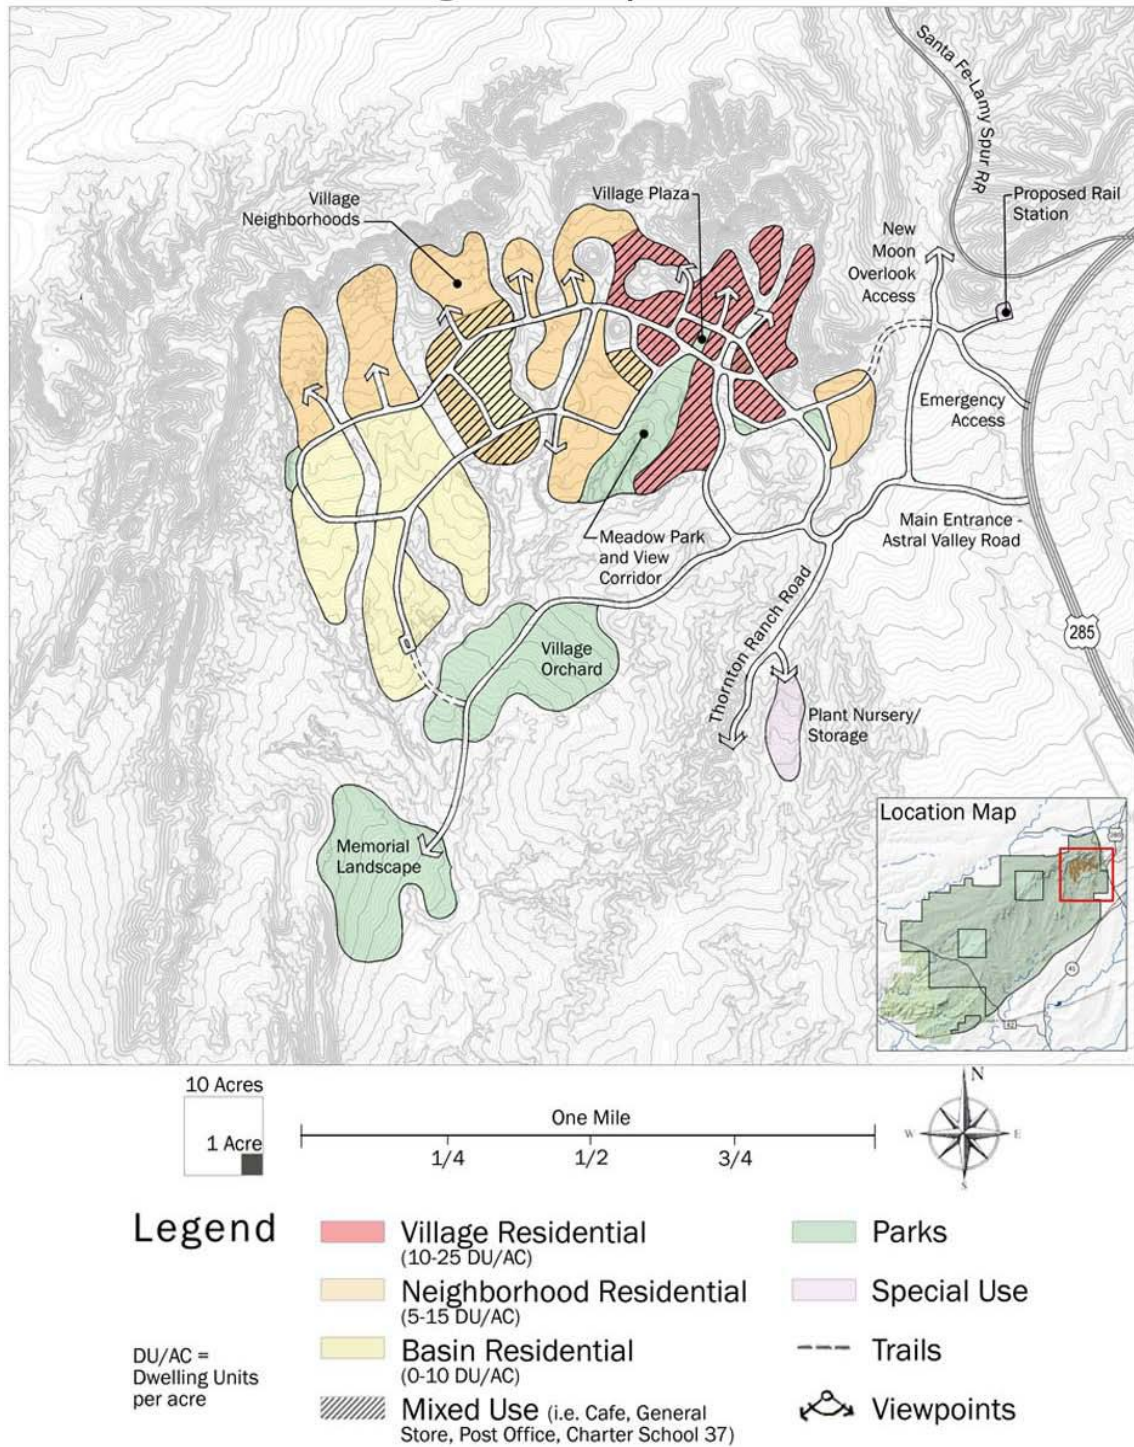 Santa Fe-Lamy Spur RR
Village
Neighborhoods
Village Plaza
Proposed Rail
Station
New
Moon
Overlook
Access
Emergency
Access
Main Entrance -
Astral Valley Road
Meadow Park
and View
Corridor
285
Thornton Ranch Road
Village
Orchard
Plant Nursery/
Storage
Memorial
Landscape
Location Map
41
42
10 Acres
1 Acre
One Mile
1/4
1/2
3/4
N
W
E
S
Legend
DU/AC =
Dwelling Units
per acre
Village Residential
(10-25 DU/AC)
Neighborhood Residential
(5-15 DU/AC)
Basin Residential
(0-10 DU/AC)
Mixed Use (i.e. Cafe, General
Store, Post Office, Charter School 37)
Parks
Special Use
Trails
Viewpoints